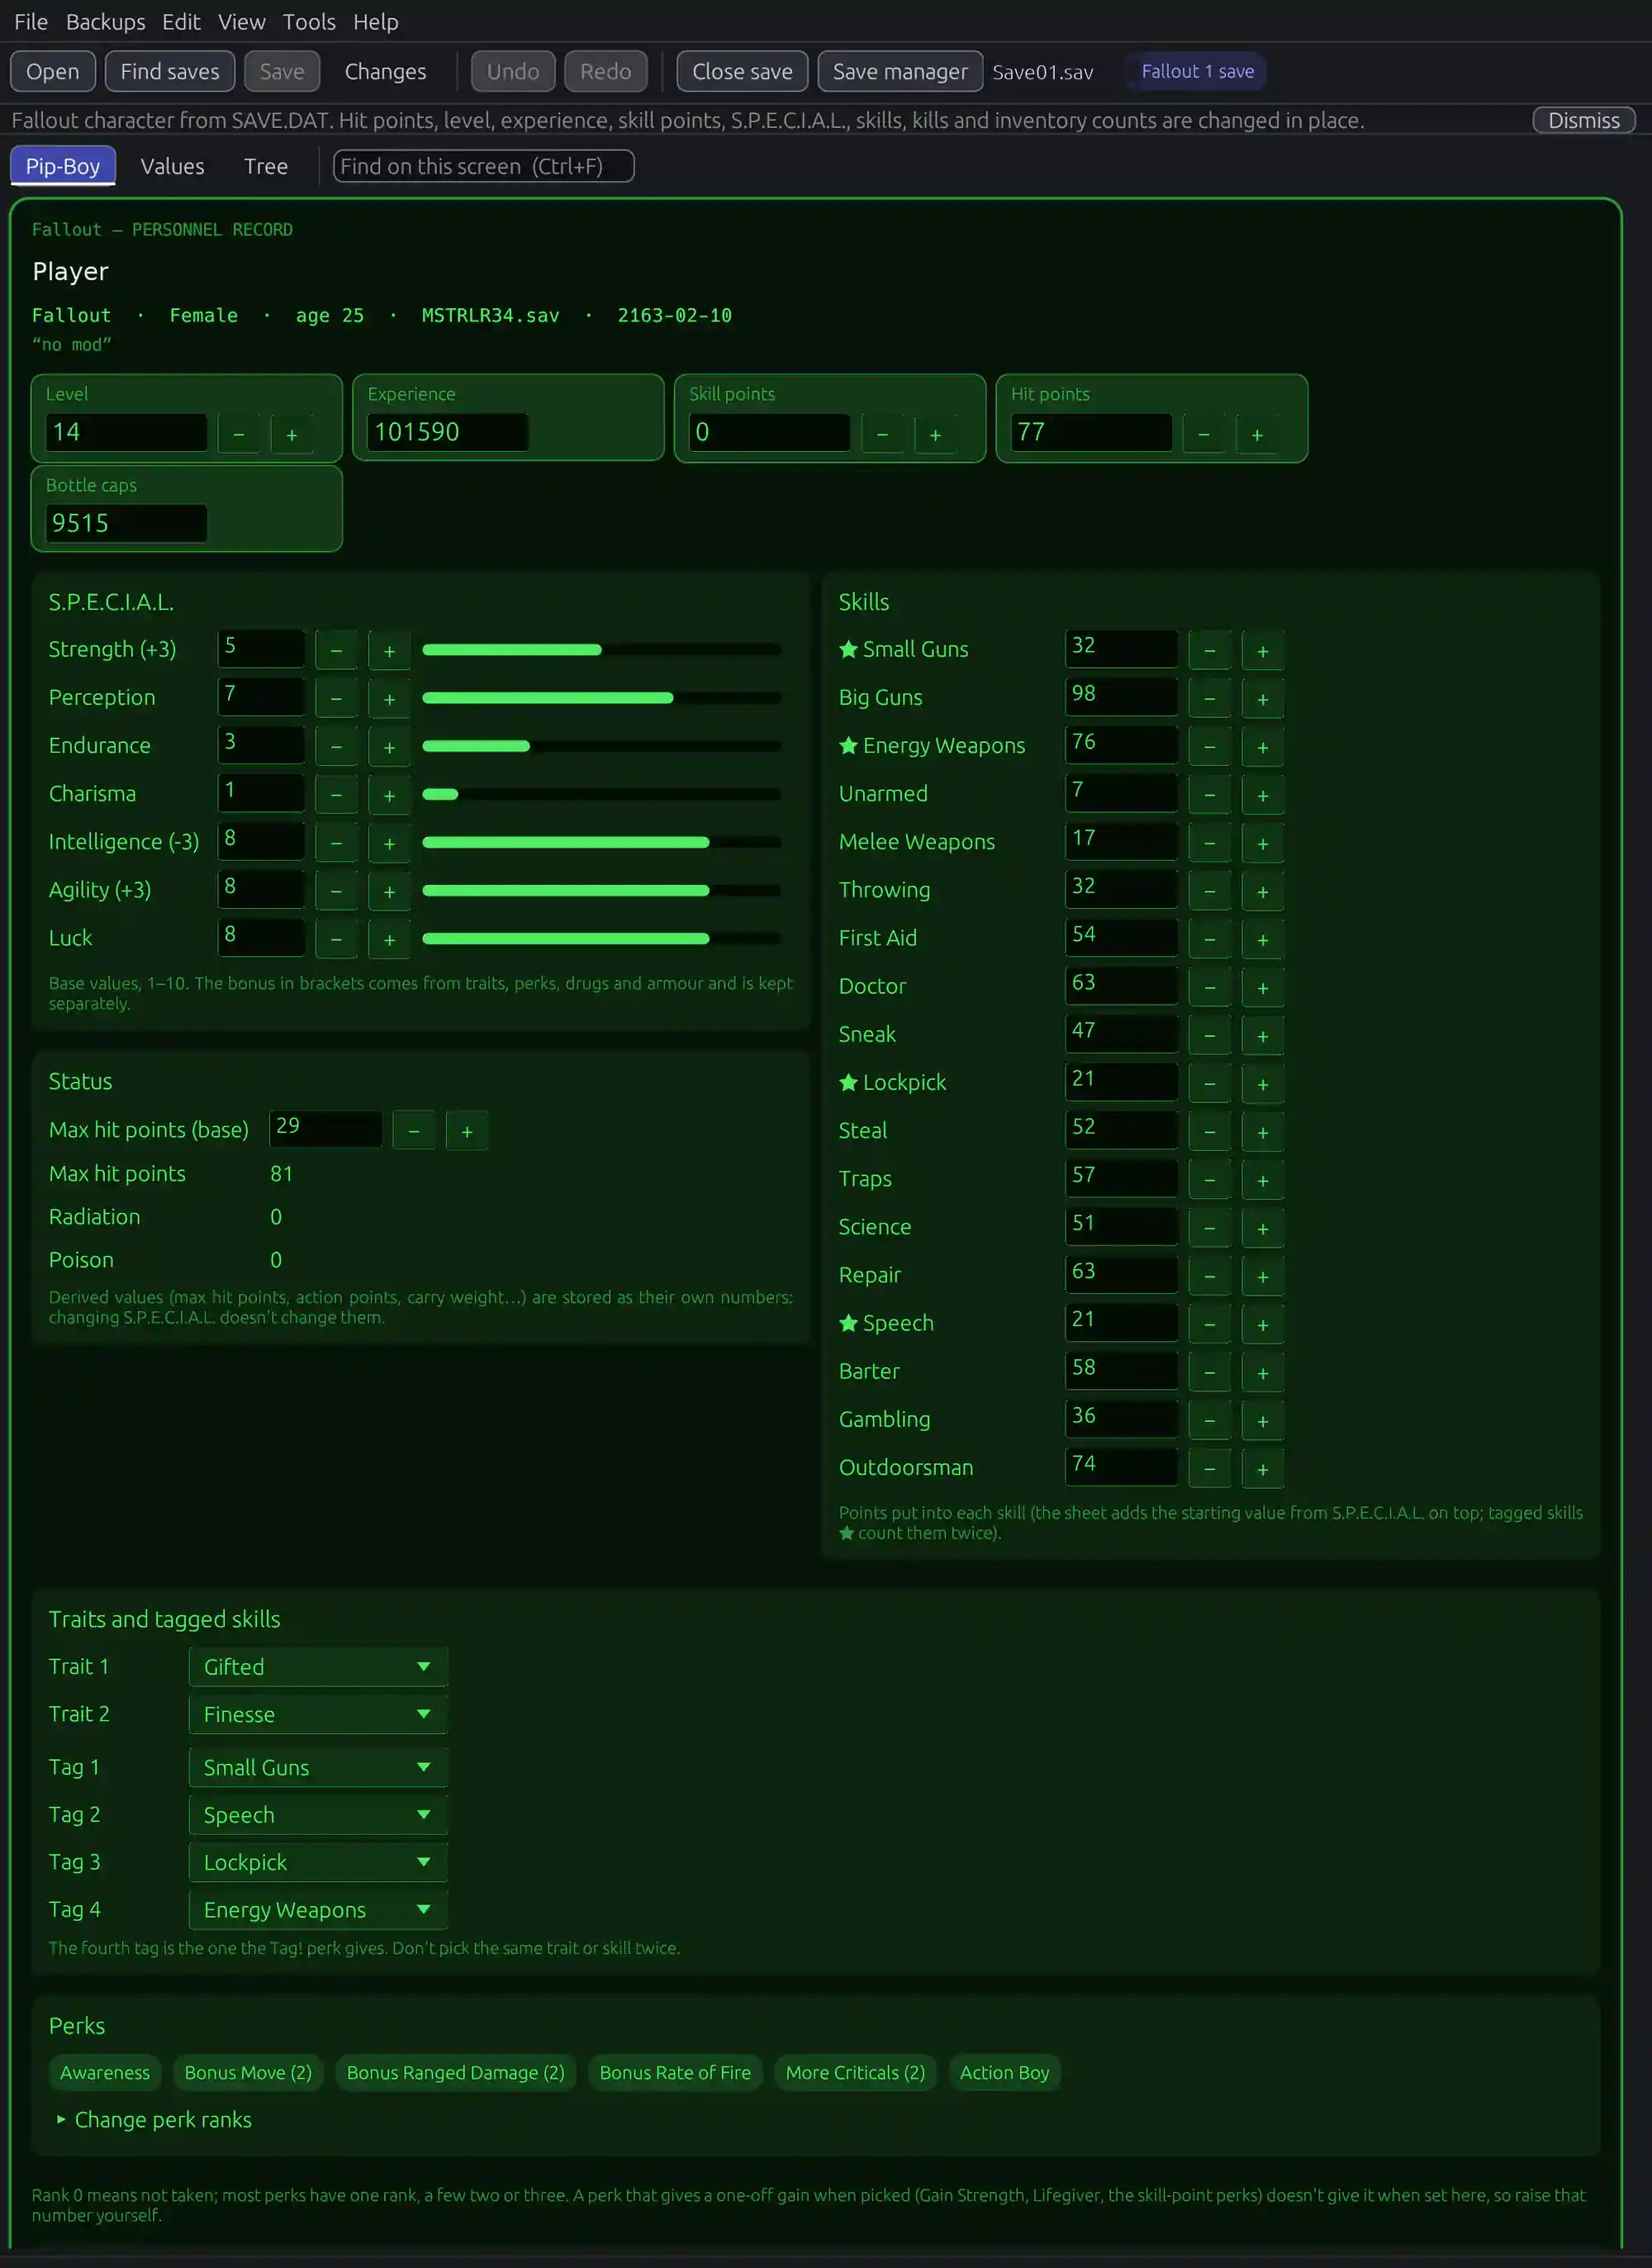 File Backups Edit View Tools Help
Open Find saves Save Changes Undo Redo Close save Save manager Save01.sav Fallout 1 save
Fallout character from SAVE.DAT. Hit points, level, experience, skill points, S.P.E.C.I.A.L., skills, kills and inventory counts are changed in place. Dismiss
Pip-Boy Values Tree Find on this screen (Ctrl+F)
Fallout — PERSONNEL RECORD
Player
Fallout · Female · age 25 · MSTRLR34.sav · 2163-02-10
“no mod”
Level Experience Skill points Hit points
14 − + 101590 0 − + 77 − +
Bottle caps
9515
S.P.E.C.I.A.L.
Strength (+3) 5 − +
Perception 7 − +
Endurance 3 − +
Charisma 1 − +
Intelligence (-3) 8 − +
Agility (+3) 8 − +
Luck 8 − +
Base values, 1–10. The bonus in brackets comes from traits, perks, drugs and armour and is kept
separately.
Status
Max hit points (base) 29 − +
Max hit points 81
Radiation 0
Poison 0
Derived values (max hit points, action points, carry weight…) are stored as their own numbers:
changing S.P.E.C.I.A.L. doesn't change them.
Skills
★ Small Guns 32 − +
Big Guns 98 − +
★ Energy Weapons 76 − +
Unarmed 7 − +
Melee Weapons 17 − +
Throwing 32 − +
First Aid 54 − +
Doctor 63 − +
Sneak 47 − +
★ Lockpick 21 − +
Steal 52 − +
Traps 57 − +
Science 51 − +
Repair 63 − +
★ Speech 21 − +
Barter 58 − +
Gambling 36 − +
Outdoorsman 74 − +
Points put into each skill (the sheet adds the starting value from S.P.E.C.I.A.L. on top; tagged skills
★ count them twice).
Traits and tagged skills
Trait 1 Gifted ▼
Trait 2 Finesse ▼
Tag 1 Small Guns ▼
Tag 2 Speech ▼
Tag 3 Lockpick ▼
Tag 4 Energy Weapons ▼
The fourth tag is the one the Tag! perk gives. Don't pick the same trait or skill twice.
Perks
Awareness Bonus Move (2) Bonus Ranged Damage (2) Bonus Rate of Fire More Criticals (2) Action Boy
▸ Change perk ranks
Rank 0 means not taken; most perks have one rank, a few two or three. A perk that gives a one-off gain when picked (Gain Strength, Lifegiver, the skill-point perks) doesn't give it when set here, so raise that
number yourself.